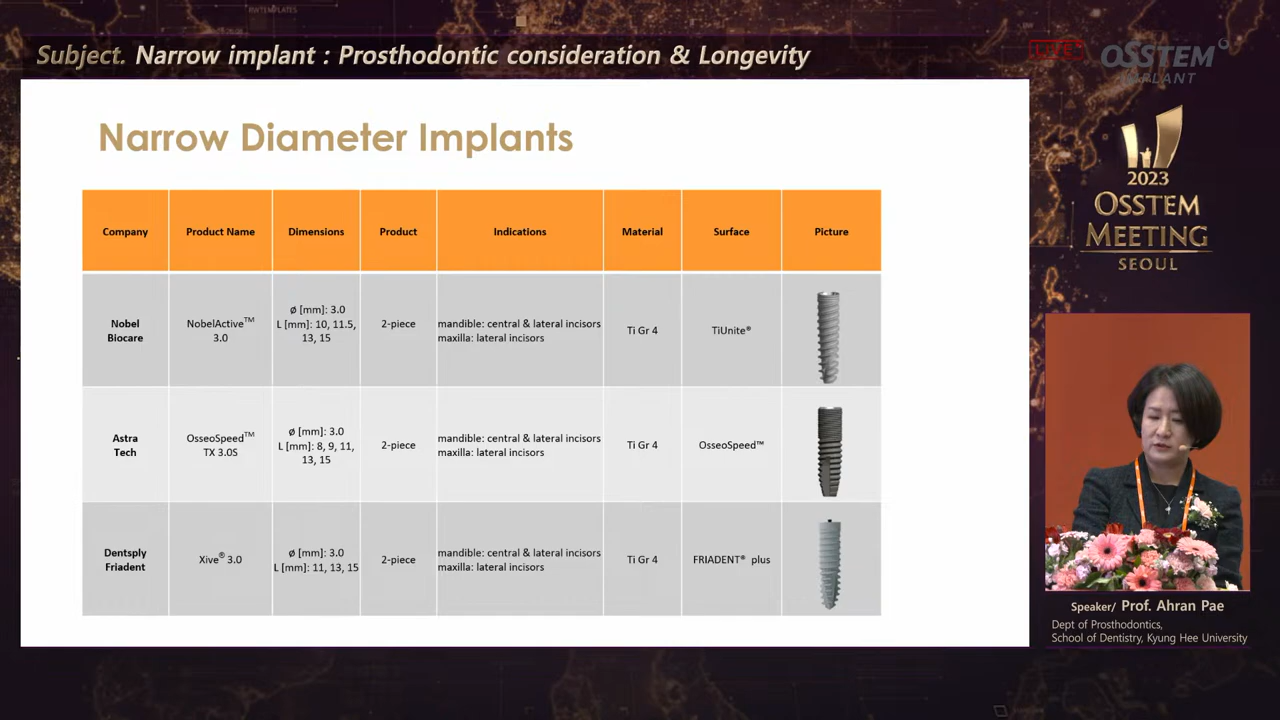 RWTEMPLATES
Subject. Narrow implant : Prosthodontic consideration & Longevity
LIVE
OSSTEM
IMPLANT
2023
OSSTEM
MEETING
SEOUL
Narrow Diameter Implants
Company Product Name Dimensions Product Indications Material Surface Picture
Nobel
Biocare
NobelActive™
3.0
ø [mm]: 3.0
L [mm]: 10, 11.5,
13, 15
2-piece
mandible: central & lateral incisors
maxilla: lateral incisors
Ti Gr 4
TiUnite®
Astra
Tech
OsseoSpeed™
TX 3.0S
ø [mm]: 3.0
L [mm]: 8, 9, 11,
13, 15
2-piece
mandible: central & lateral incisors
maxilla: lateral incisors
Ti Gr 4
OsseoSpeed™
Dentsply
Friadent
Xive® 3.0
ø [mm]: 3.0
L [mm]: 11, 13, 15
2-piece
mandible: central & lateral incisors
maxilla: lateral incisors
Ti Gr 4
FRIADENT® plus
Speaker/ Prof. Ahran Pae
Dept of Prosthodontics,
School of Dentistry, Kyung Hee University